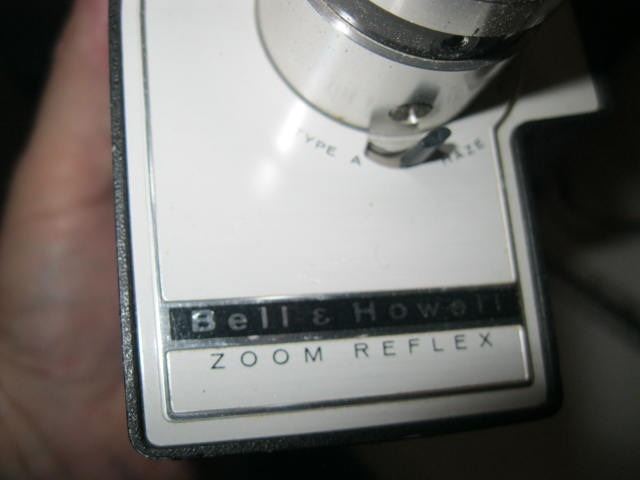 TYPE A HAZE
Bell & Howell
ZOOM REFLEX